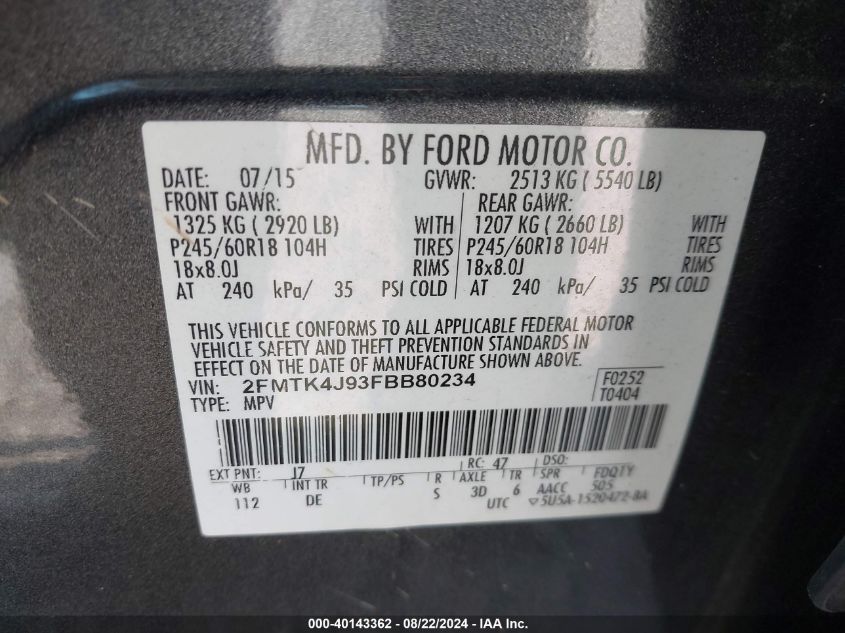 MFD. BY FORD MOTOR CO.
DATE: 07/15 GVWR: 2513 KG ( 5540 LB)
FRONT GAWR: REAR GAWR:
1325 KG ( 2920 LB) WITH 1207 KG ( 2660 LB) WITH
P245/60R18 104H TIRES P245/60R18 104H TIRES
18x8.0J RIMS 18x8.0J RIMS
AT 240 kPa/ 35 PSI COLD AT 240 kPa/ 35 PSI COLD
THIS VEHICLE CONFORMS TO ALL APPLICABLE FEDERAL MOTOR
VEHICLE SAFETY AND THEFT PREVENTION STANDARDS IN
EFFECT ON THE DATE OF MANUFACTURE SHOWN ABOVE.
VIN: 2FMTK4J93FBB80234 F0252
TYPE: MPV T0404
EXT PNT: J7 RC: 47 DSO:
WB INT TR TP/PS R AXLE TR SPR FDQTY
112 DE S 3D 6 AACC 505
UTC 5U5A-1520472-BA
000-40143362 - 08/22/2024 - IAA Inc.